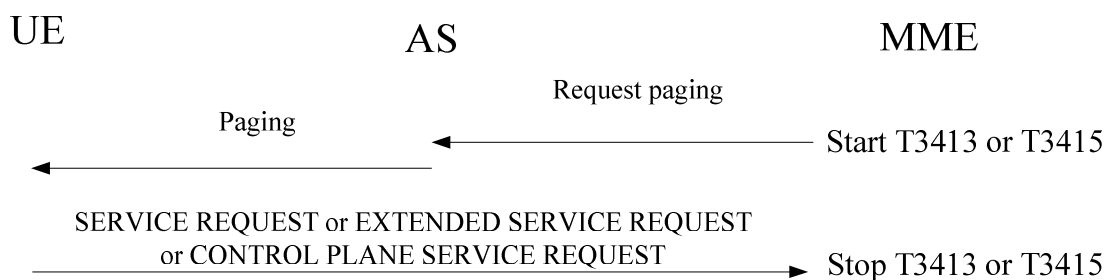 UE
AS
MME
Request paging
Paging
Start T3413 or T3415
SERVICE REQUEST or EXTENDED SERVICE REQUEST
or CONTROL PLANE SERVICE REQUEST
Stop T3413 or T3415